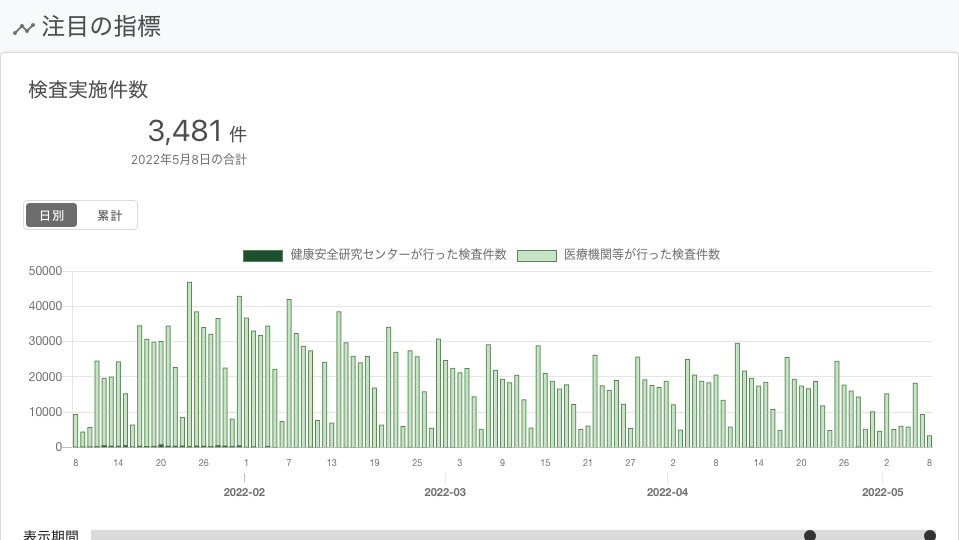 注目の指標
検査実施件数
3,481 件
2022年5月8日の合計
日別 累計
健康安全研究センターが行った検査件数 医療機関等が行った検査件数
50000
40000
30000
20000
10000
0
8 14 20 26 1 7 13 19 25 3 9 15 21 27 2 8 14 20 26 2 8
2022-02 2022-03 2022-04 2022-05
表示期間